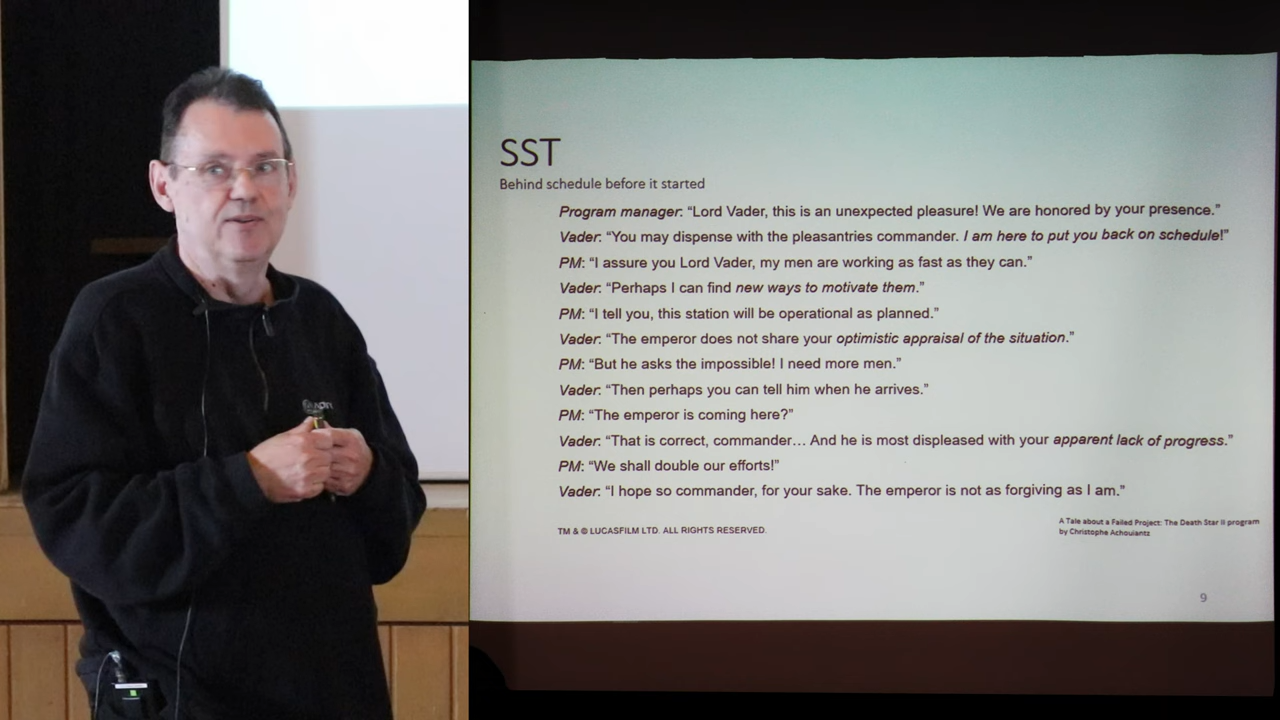 SST
Behind schedule before it started
Program manager: “Lord Vader, this is an unexpected pleasure! We are honored by your presence.”
Vader: “You may dispense with the pleasantries commander. I am here to put you back on schedule!”
PM: “I assure you Lord Vader, my men are working as fast as they can.”
Vader: “Perhaps I can find new ways to motivate them.”
PM: “I tell you, this station will be operational as planned.”
Vader: “The emperor does not share your optimistic appraisal of the situation.”
PM: “But he asks the impossible! I need more men.”
Vader: “Then perhaps you can tell him when he arrives.”
PM: “The emperor is coming here?”
Vader: “That is correct, commander… And he is most displeased with your apparent lack of progress.”
PM: “We shall double our efforts!”
Vader: “I hope so commander, for your sake. The emperor is not as forgiving as I am.”
TM & © LUCASFILM LTD. ALL RIGHTS RESERVED.
A Tale about a Failed Project: The Death Star II program
by Christophe Achouiantz
9